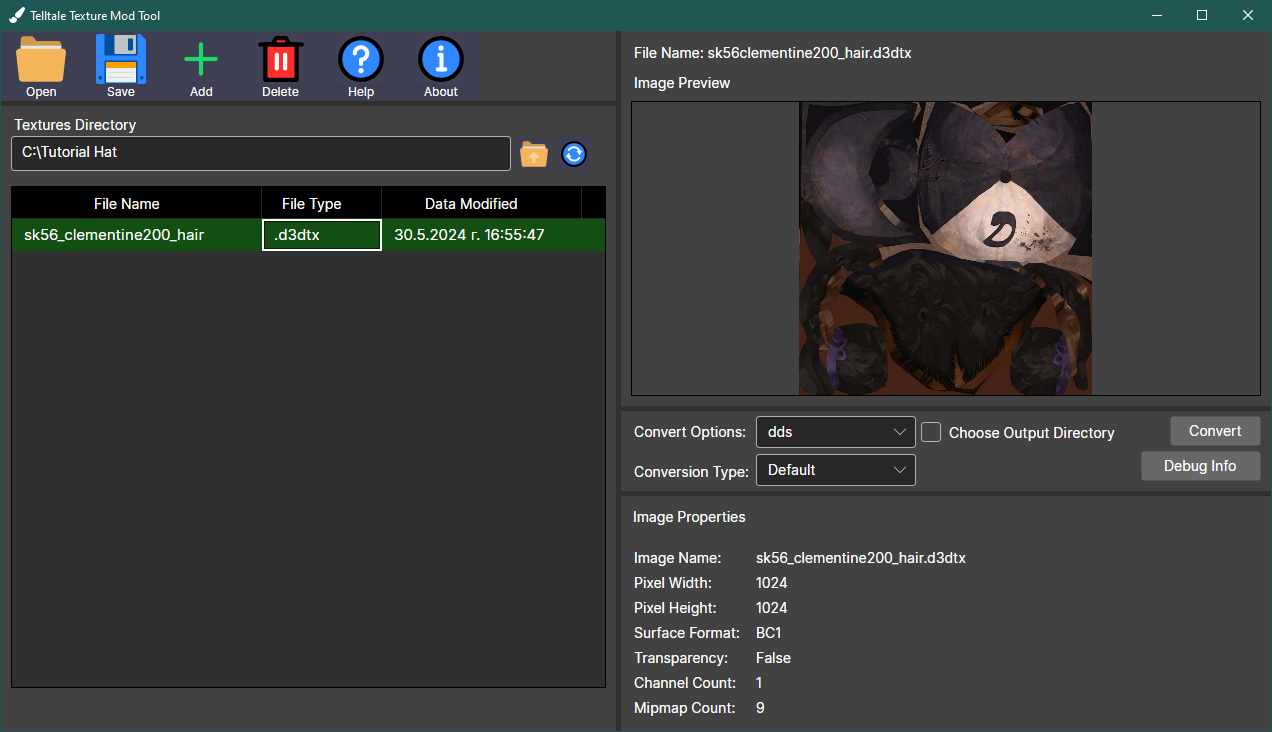 Telltale Texture Mod Tool
Open Save Add Delete Help About
Textures Directory
C:\Tutorial Hat
File Name File Type Data Modified
sk56_clementine200_hair .d3dtx 30.5.2024 г. 16:55:47
File Name: sk56clementine200_hair.d3dtx
Image Preview
D
Convert Options: dds Choose Output Directory Convert
Conversion Type: Default Debug Info
Image Properties
Image Name: sk56_clementine200_hair.d3dtx
Pixel Width: 1024
Pixel Height: 1024
Surface Format: BC1
Transparency: False
Channel Count: 1
Mipmap Count: 9